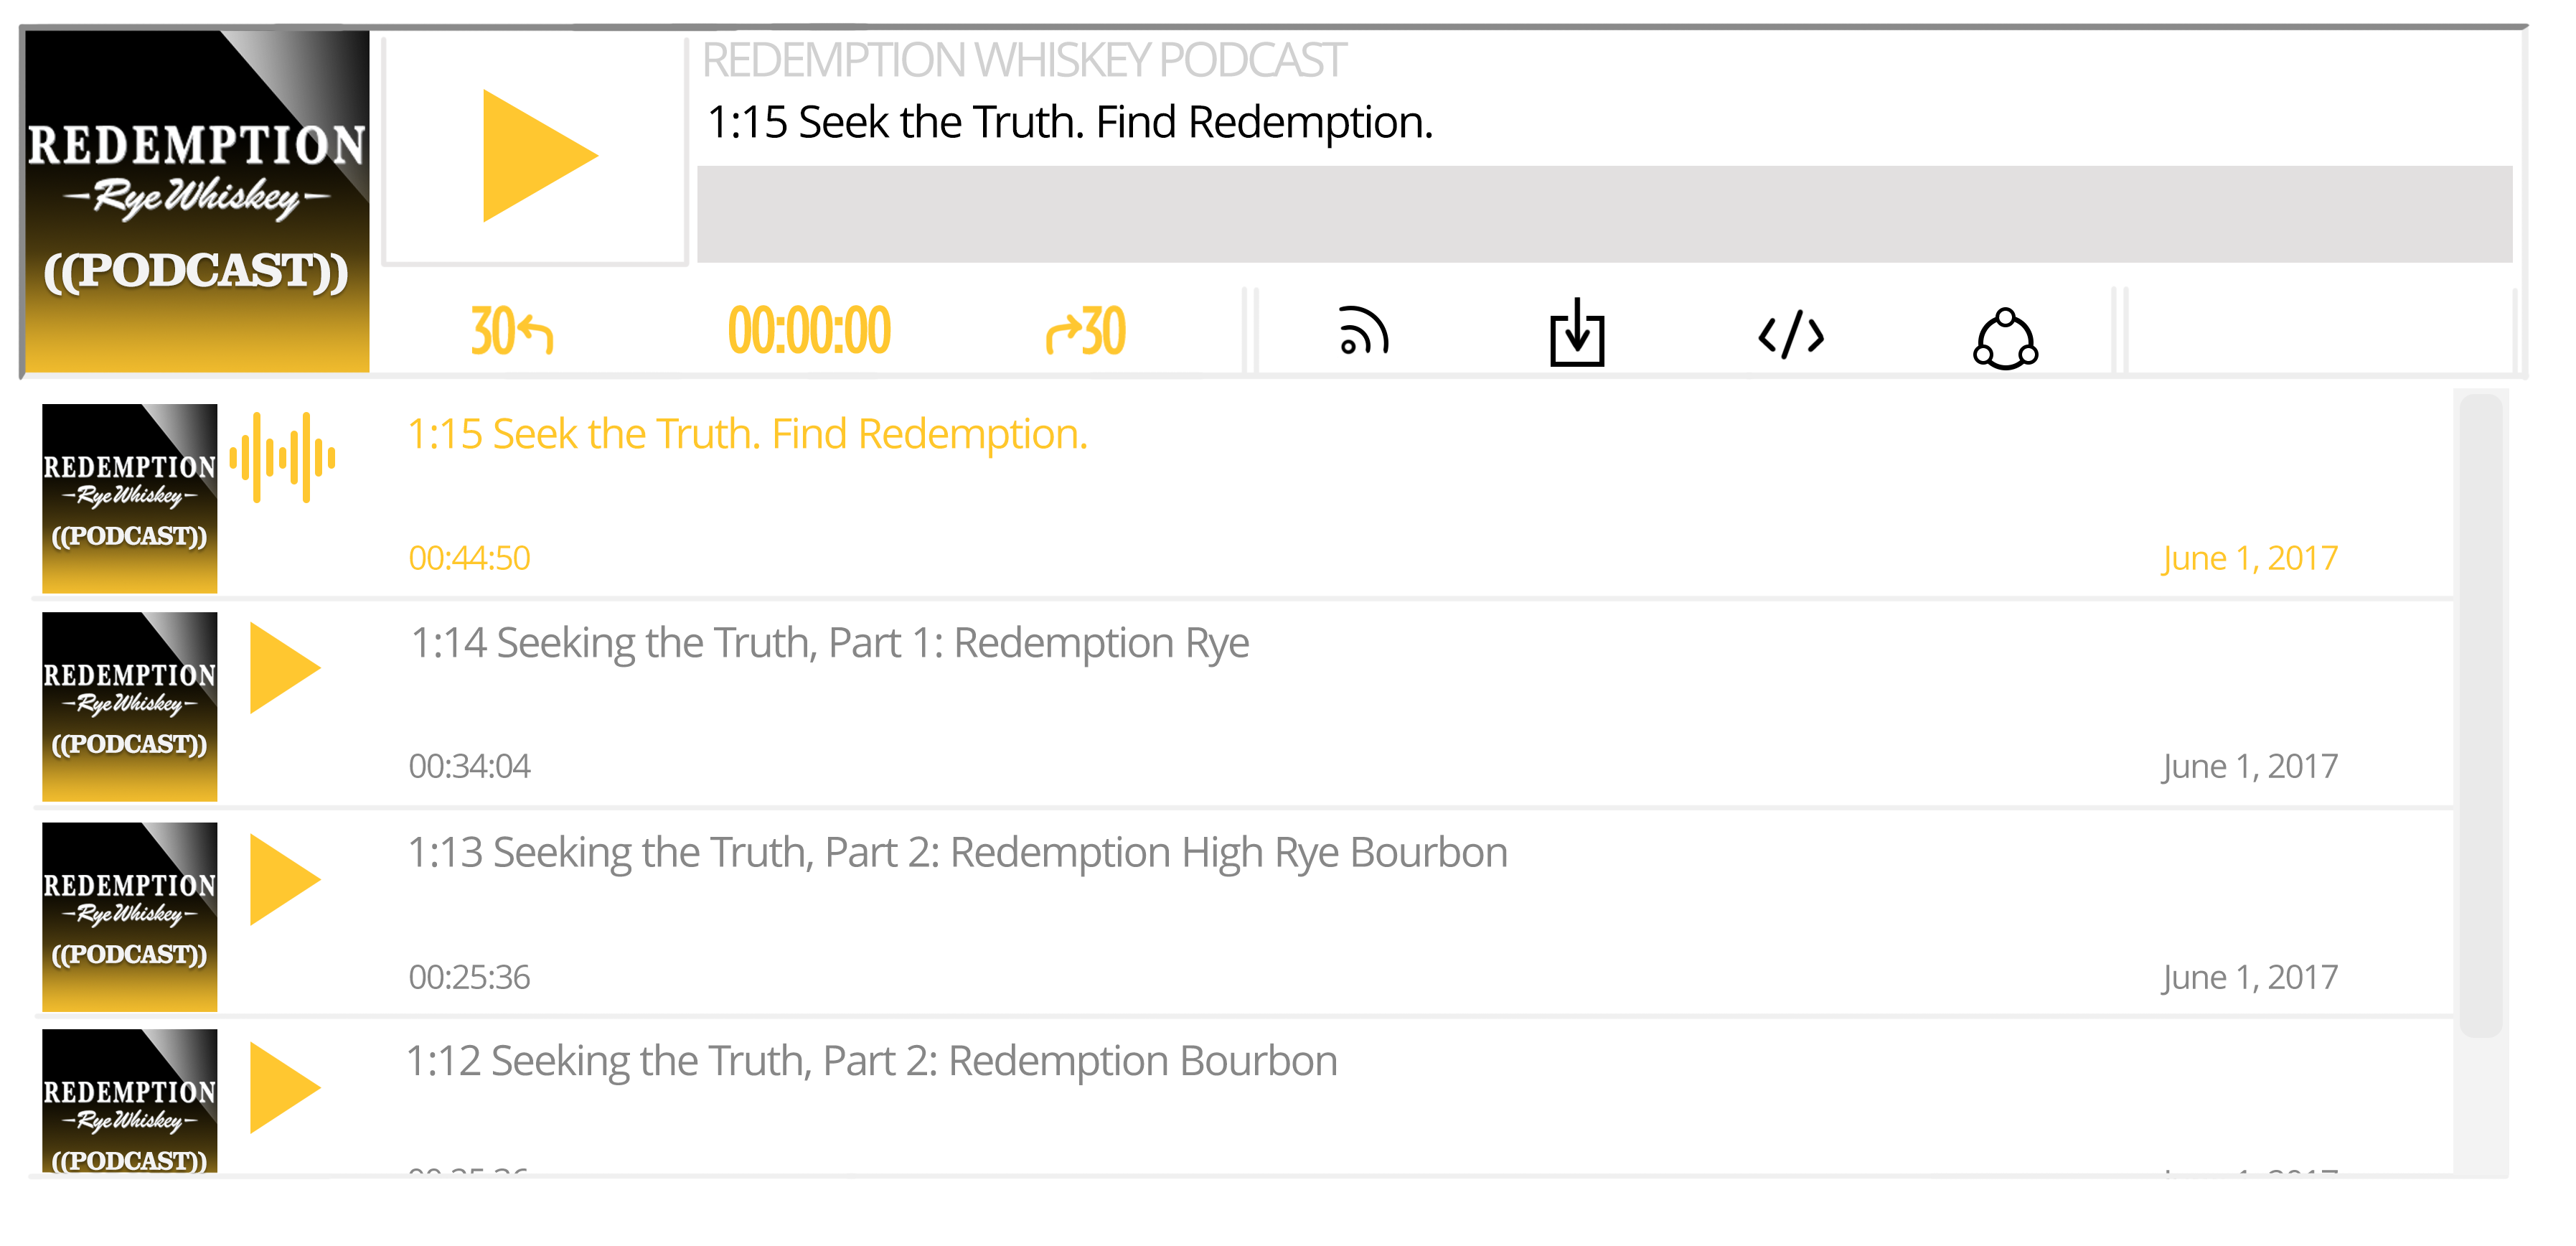 REDEMPTION
Rye Whiskey
((PODCAST))
REDEMPTION WHISKEY PODCAST
1:15 Seek the Truth. Find Redemption.
30
00:00:00
30
REDEMPTION
Rye Whiskey
((PODCAST))
1:15 Seek the Truth. Find Redemption.
00:44:50
June 1, 2017
REDEMPTION
Rye Whiskey
((PODCAST))
1:14 Seeking the Truth, Part 1: Redemption Rye
00:34:04
June 1, 2017
REDEMPTION
Rye Whiskey
((PODCAST))
1:13 Seeking the Truth, Part 2: Redemption High Rye Bourbon
00:25:36
June 1, 2017
REDEMPTION
Rye Whiskey
((PODCAST))
1:12 Seeking the Truth, Part 2: Redemption Bourbon